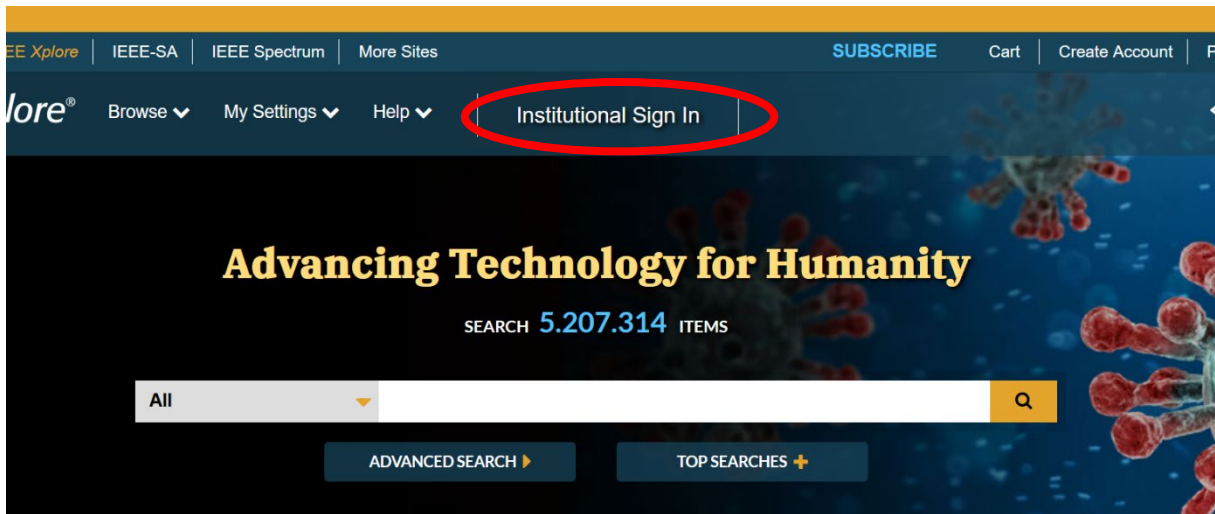 EE Xplore IEEE-SA IEEE Spectrum More Sites SUBSCRIBE Cart Create Account P
lore® Browse My Settings Help Institutional Sign In
Advancing Technology for Humanity
SEARCH 5.207.314 ITEMS
All
ADVANCED SEARCH TOP SEARCHES